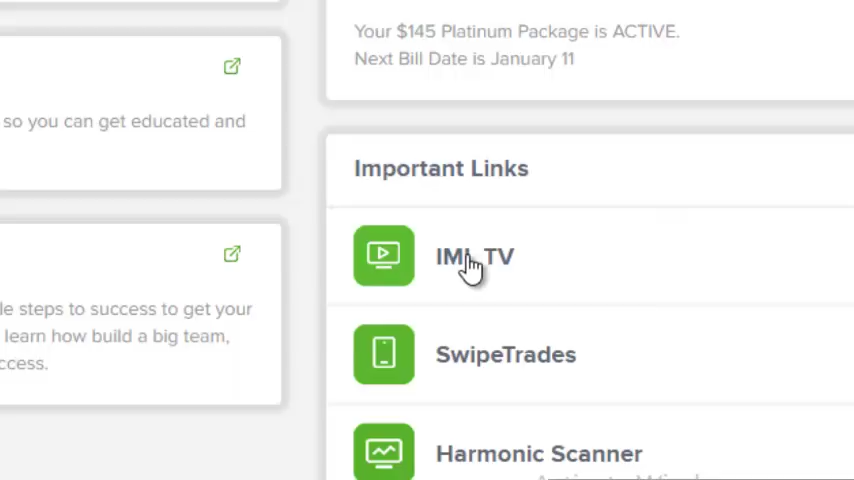 Your $145 Platinum Package is ACTIVE.
Next Bill Date is January 11
so you can get educated and
Important Links
IML TV
le steps to success to get your
learn how build a big team,
ccess.
SwipeTrades
Harmonic Scanner